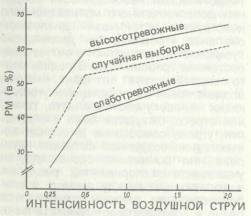 70
60
50
40
30
РМ (в %)
высокотревожные
случайная выборка
слаботревожные
0 0,25 0,6 1,0 1,5 2,0
ИНТЕНСИВНОСТЬ ВОЗДУШНОЙ СТРУИ